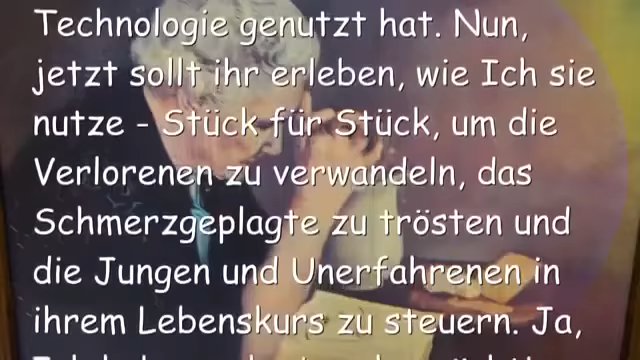 Technologie genutzt hat. Nun,
jetzt sollt ihr erleben, wie Ich sie
nutze - Stück für Stück, um die
Verlorenen zu verwandeln, das
Schmerzgeplagte zu trösten und
die Jungen und Unerfahrenen in
ihrem Lebenskurs zu steuern. Ja,